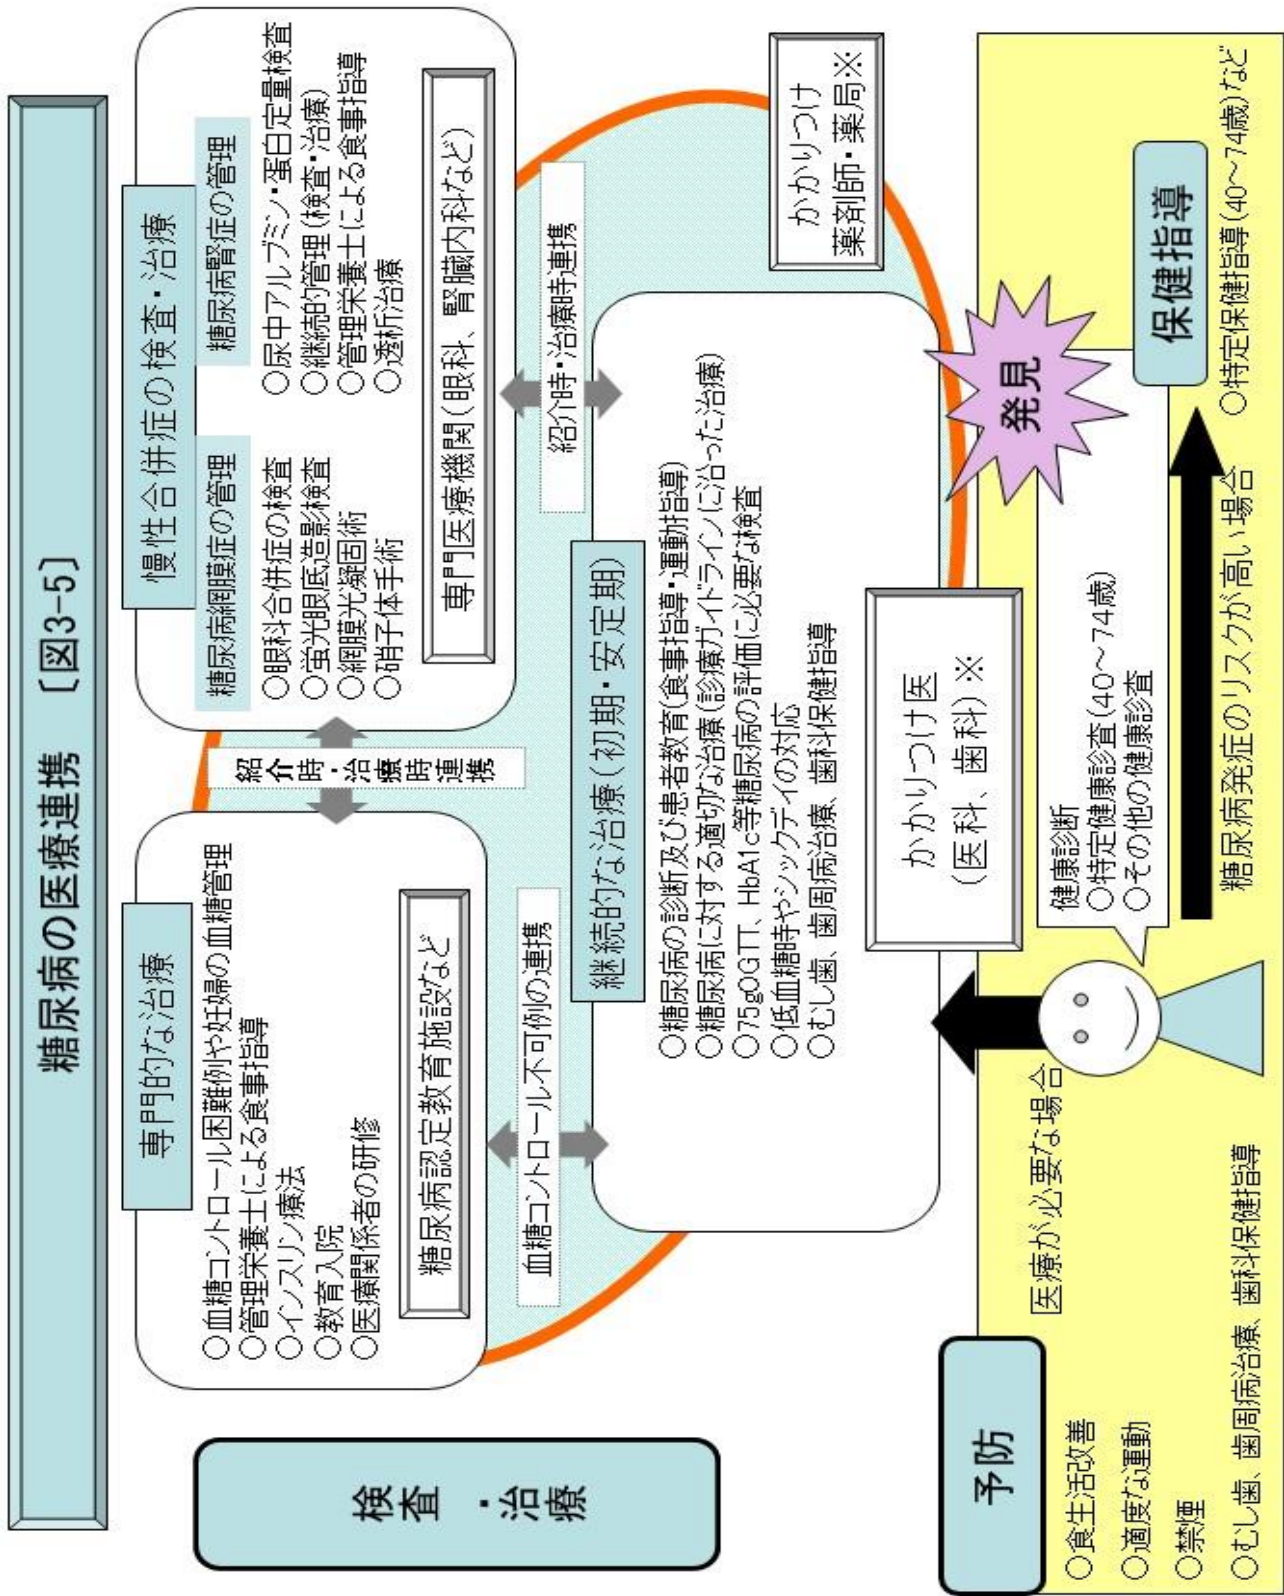 糖尿病の医療連携 〔図3-5〕
検査・治療
専門的な治療
○血糖コントロール困難例や妊婦の血糖管理
○管理栄養士による食事指導
○インスリン療法
○教育入院
○医療関係者の研修
糖尿病認定教育施設など
紹介時・治療時連携
慢性合併症の検査・治療
糖尿病網膜症の管理
○眼科合併症の検査
○蛍光眼底造影検査
○網膜光凝固術
○硝子体手術
糖尿病腎症の管理
○尿中アルブミン・蛋白定量検査
○継続的管理(検査・治療)
○管理栄養士による食事指導
○透析治療
専門医療機関(眼科、腎臓内科など)
血糖コントロール不可例の連携
紹介時・治療時連携
継続的な治療(初期・安定期)
○糖尿病の診断及び患者教育(食事指導・運動指導)
○糖尿病に対する適切な治療(診療ガイドラインに沿った治療)
○75gOGTT、HbA1c等糖尿病の評価に必要な検査
○低血糖時やシックデイの対応
○むし歯、歯周病治療、歯科保健指導
かかりつけ医
(医科、歯科)※
かかりつけ
薬剤師・薬局※
予防
○食生活改善
○適度な運動
○禁煙
○むし歯、歯周病治療、歯科保健指導
医療が必要な場合
健康診断
○特定健康診査(40~74歳)
○その他の健康診査
発見
糖尿病発症のリスクが高い場合
保健指導
○特定保健指導(40~74歳)など